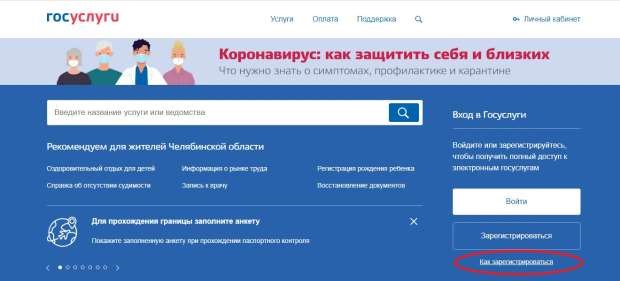 госуслуги
Услуги Оплата Поддержка Личный кабинет
Коронавирус: как защитить себя и близких
Что нужно знать о симптомах, профилактике и карантине
Введите название услуги или ведомства
Вход в Госуслуги
Рекомендуем для жителей Челябинской области
Войдите или зарегистрируйтесь,
чтобы получить полный доступ к
электронным госуслугам
Оздоровительный отдых для детей Информация о рынке труда Регистрация рождения ребенка
Справка об отсутствии судимости Запись к врачу Восстановление документов
Войти
Для прохождения границы заполните анкету
Покажите заполненную анкету при прохождении паспортного контроля
Зарегистрироваться
Как зарегистрироваться